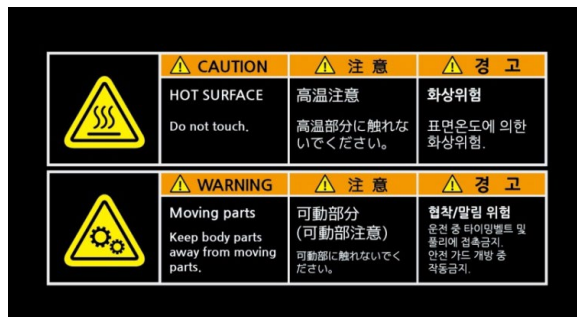 CAUTION
注 意
경 고
HOT SURFACE
Do not touch.
高温注意
高温部分に触れな
いでください。
화상위험
표면온도에 의한
화상위험.
WARNING
注 意
경 고
Moving parts
Keep body parts
away from moving
parts.
可動部分
(可動部注意)
可動部に触れないでく
ださい。
협착/말림 위험
운전 중 타이밍벨트 및
풀리에 접촉금지.
안전 가드 개방 중
작동금지.